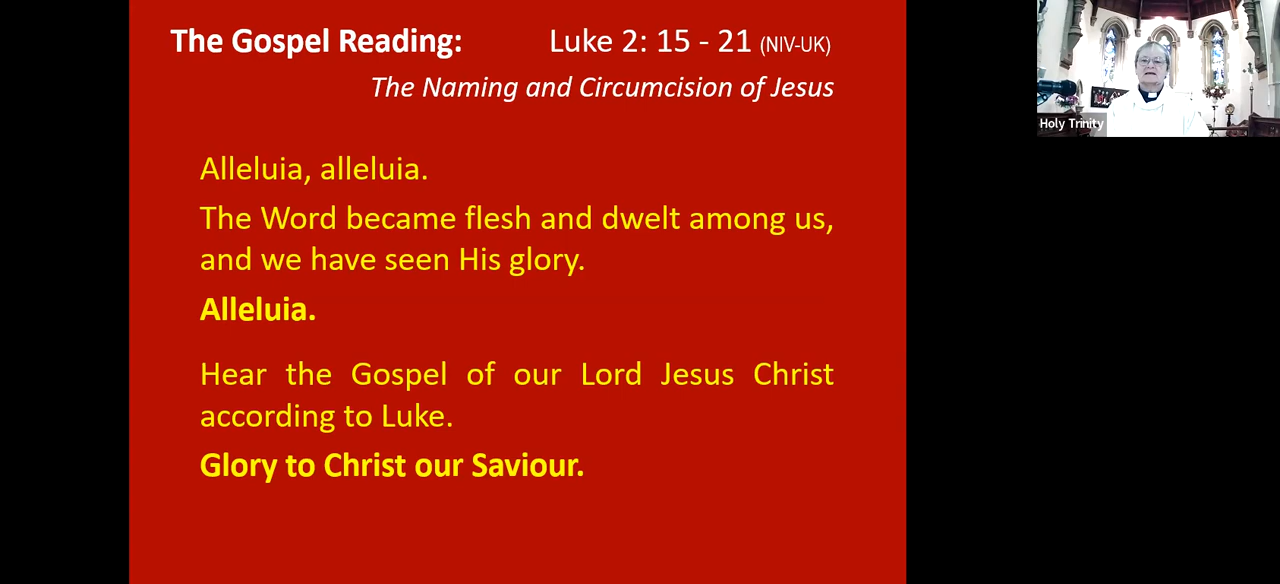 The Gospel Reading: Luke 2: 15 - 21 (NIV-UK)
The Naming and Circumcision of Jesus
Alleluia, alleluia.
The Word became flesh and dwelt among us,
and we have seen His glory.
Alleluia.
Hear the Gospel of our Lord Jesus Christ
according to Luke.
Glory to Christ our Saviour.
Holy Trinity